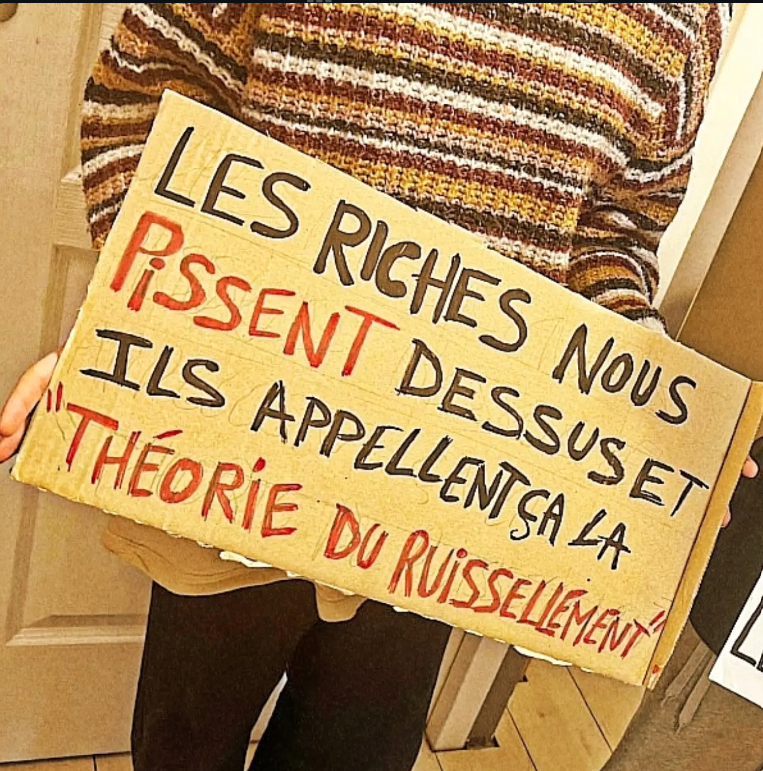 LES RICHES NOUS
PiSSENT DESSUS ET
ILS APPELLENT ÇA LA
"THÉORiE DU RUiSSELLEMENT"